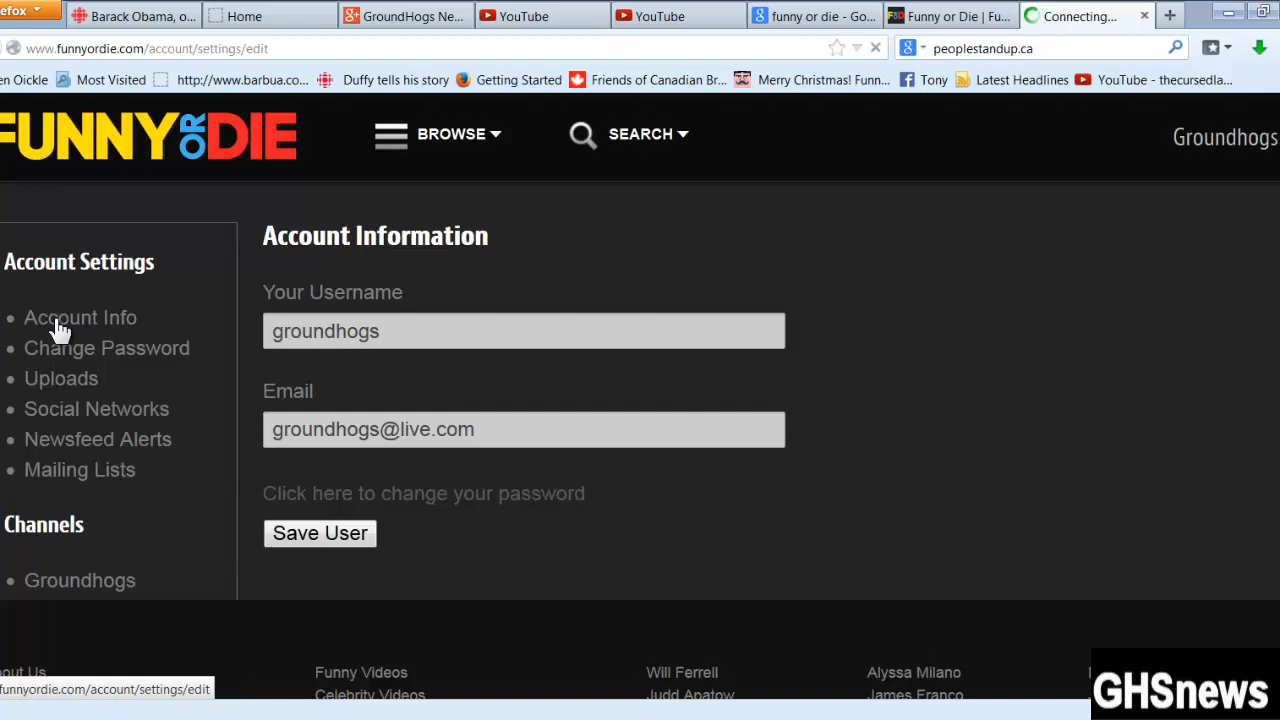 efox
Barack Obama, o...
Home
GroundHogs Ne...
YouTube
YouTube
funny or die - Go...
Funny or Die | Fu...
Connecting...
www.funnyordie.com/account/settings/edit
peoplestandup.ca
en Oickle
Most Visited
http://www.barbua.co...
Duffy tells his story
Getting Started
Friends of Canadian Br...
Merry Christmas! Funn...
Tony
Latest Headlines
YouTube - thecursedla...
FUNNY OR DIE
BROWSE
SEARCH
Groundhogs
Account Settings
Account Info
Change Password
Uploads
Social Networks
Newsfeed Alerts
Mailing Lists
Channels
Groundhogs
Account Information
Your Username
groundhogs
Email
groundhogs@live.com
Click here to change your password
Save User
out Us
Funny Videos
Will Ferrell
Alyssa Milano
Celebrity Videos
Judd Apatow
James Franco
funnyordie.com/account/settings/edit
GHSnews